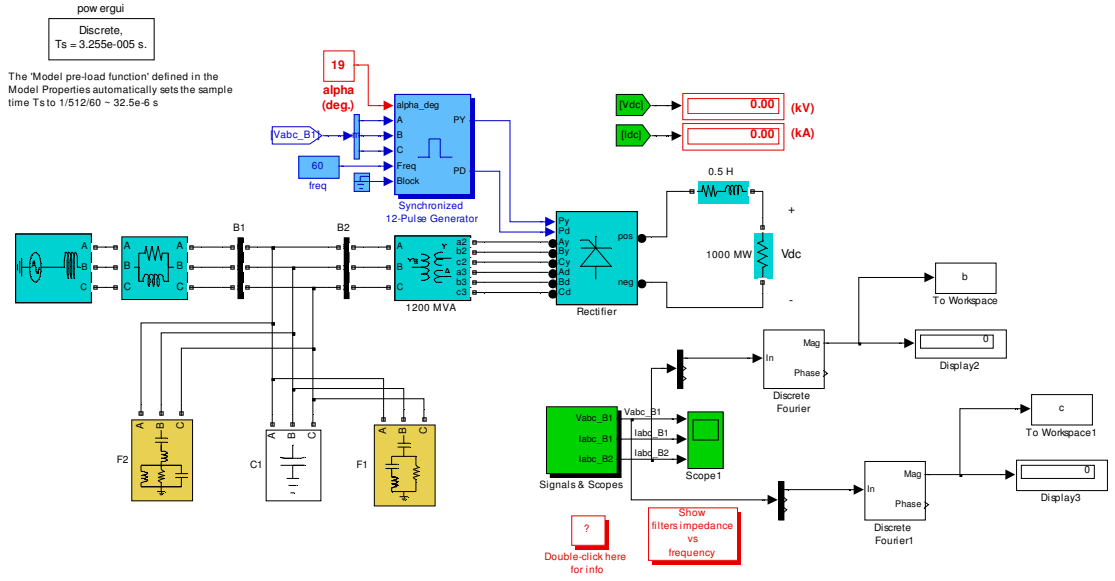 powergui
Discrete,
Ts = 3.255e-005 s.
The 'Model pre-load function' defined in the
Model Properties automatically sets the sample
time Ts to 1/512/60 ~ 32.5e-6 s
19
alpha
(deg.)
[Vabc_B1]
60
freq
alpha_deg
A
B
C
Freq
Block
PY
PD
Synchronized
12-Pulse Generator
[Vdc]
0.00
(kV)
[Idc]
0.00
(kA)
0.5 H
+
1000 MW
Vdc
-
A
B
C
A
B
C
A
B
C
B1
B2
A
B
C
Y
Δ
a2
b2
c2
a3
b3
c3
1200 MVA
Py
Pd
Ay
By
Cy
Ad
Bd
Cd
pos
neg
Rectifier
A
B
C
F2
A
B
C
C1
A
B
C
F1
Vabc_B1
Iabc_B1
Iabc_B2
Signals & Scopes
Vabc_B1
Iabc_B1
Iabc_B2
Scope1
In
Mag
Phase
Discrete
Fourier
b
To Workspace
0
Display2
In
Mag
Phase
Discrete
Fourier1
c
To Workspace1
0
Display3
?
Double-click here
for info
Show
filters impedance
vs
frequency